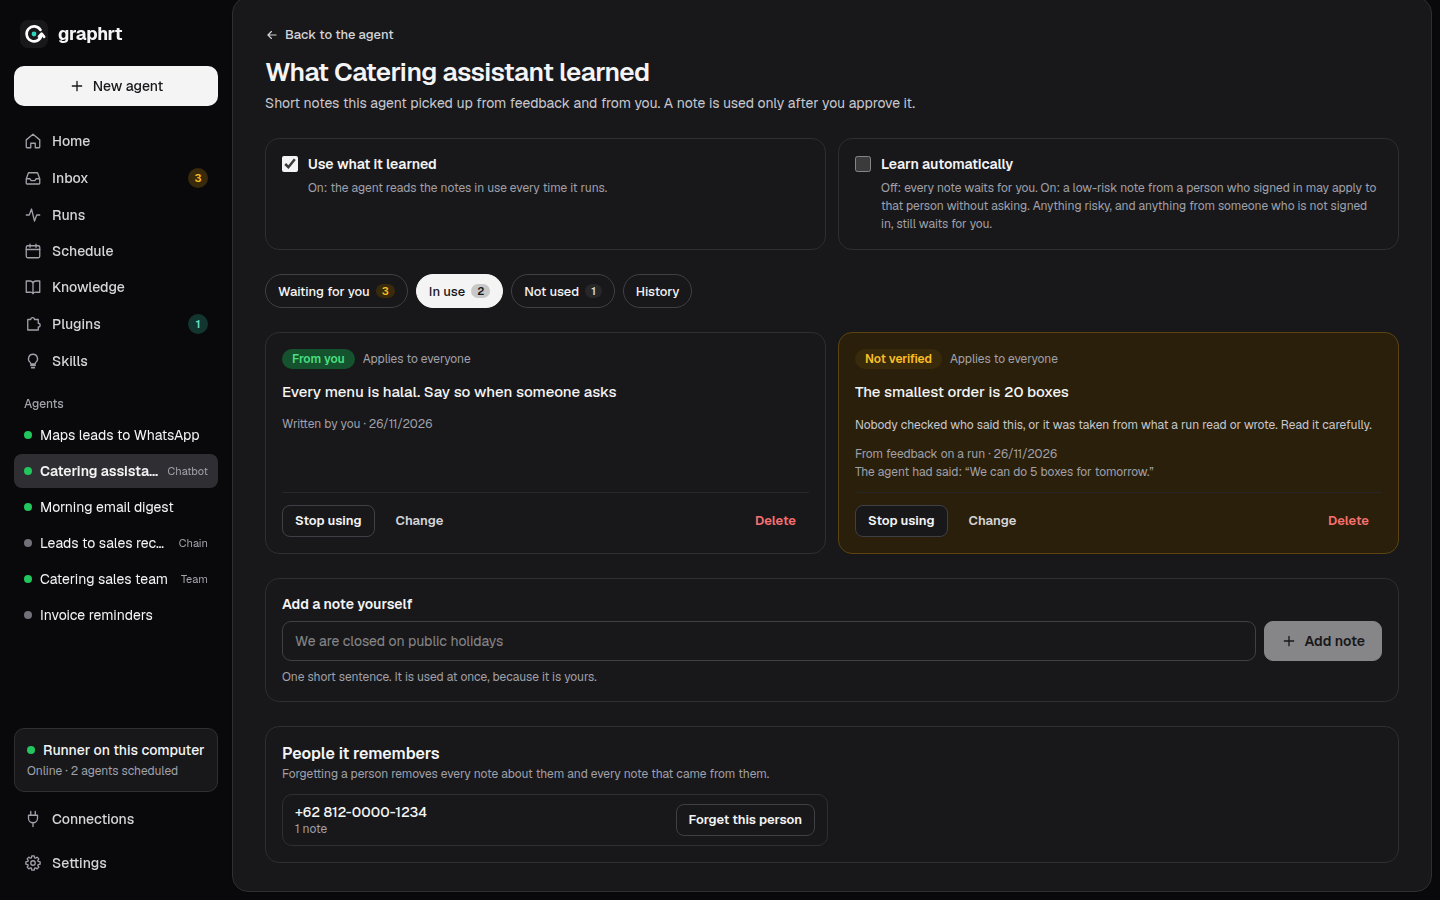 graphrt
New agent
Home
Inbox 3
Runs
Schedule
Knowledge
Plugins 1
Skills
Agents
Maps leads to WhatsApp
Catering assista... Chatbot
Morning email digest
Leads to sales rec... Chain
Catering sales team Team
Invoice reminders
Runner on this computer
Online · 2 agents scheduled
Connections
Settings
Back to the agent
What Catering assistant learned
Short notes this agent picked up from feedback and from you. A note is used only after you approve it.
Use what it learned
On: the agent reads the notes in use every time it runs.
Learn automatically
Off: every note waits for you. On: a low-risk note from a person who signed in may apply to
that person without asking. Anything risky, and anything from someone who is not signed
in, still waits for you.
Waiting for you 3 In use 2 Not used 1 History
From you Applies to everyone
Every menu is halal. Say so when someone asks
Written by you · 26/11/2026
Stop using Change Delete
Not verified Applies to everyone
The smallest order is 20 boxes
Nobody checked who said this, or it was taken from what a run read or wrote. Read it carefully.
From feedback on a run · 26/11/2026
The agent had said: “We can do 5 boxes for tomorrow.”
Stop using Change Delete
Add a note yourself
We are closed on public holidays
Add note
One short sentence. It is used at once, because it is yours.
People it remembers
Forgetting a person removes every note about them and every note that came from them.
+62 812-0000-1234
1 note
Forget this person